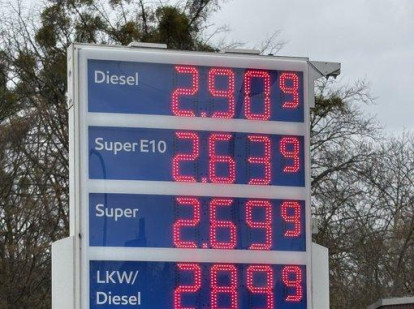 Diesel 2.909
Super E10 2.639
Super 2.699
LKW/ 2.899
Diesel